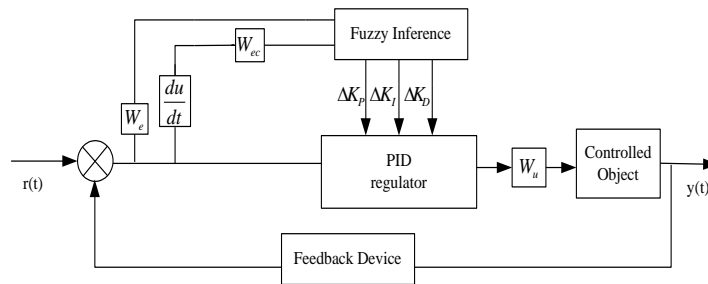 Fuzzy Inference
W_ec
du
dt
W_e
ΔK_P ΔK_I ΔK_D
r(t)
PID
regulator
W_u
Controlled
Object
y(t)
Feedback Device